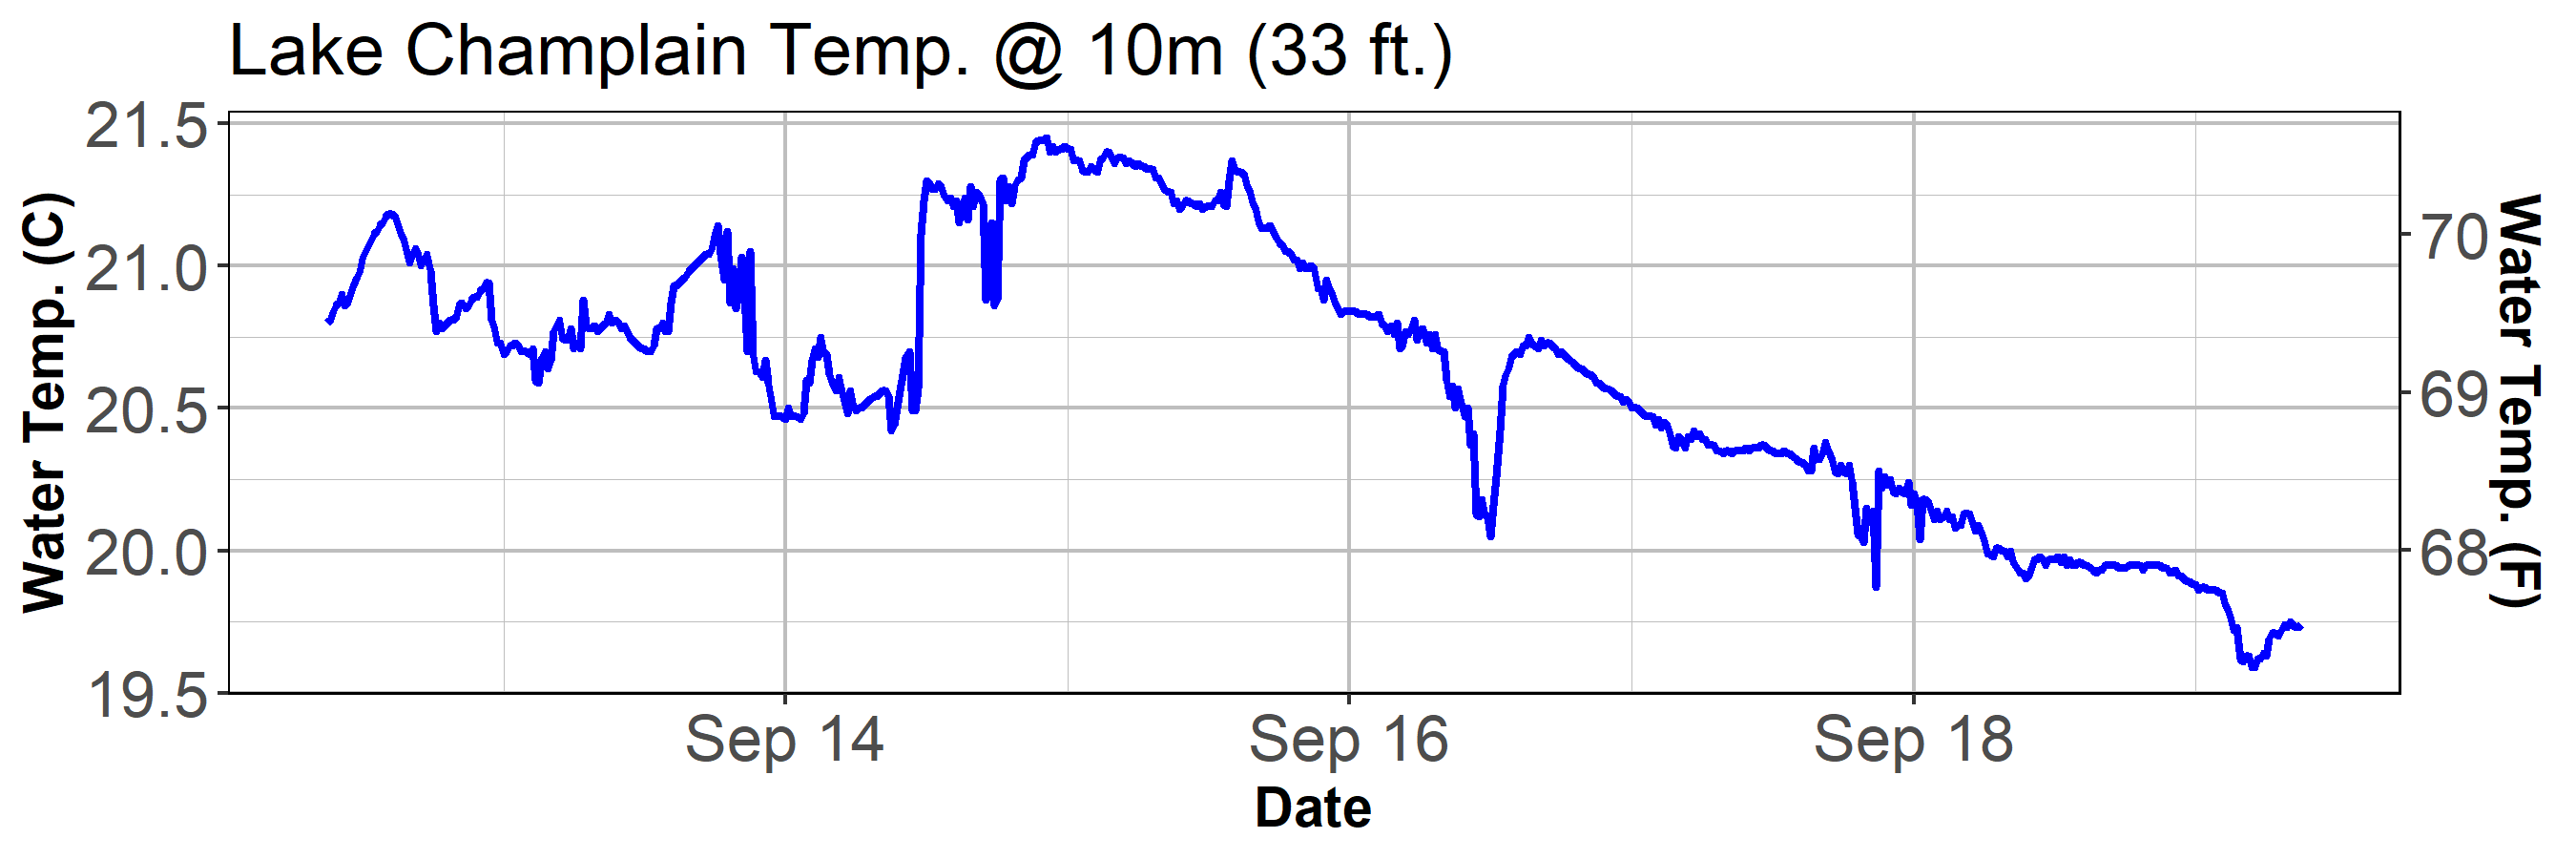 Lake Champlain Temp. @ 10m (33 ft.)
Water Temp. (C)
21.5
21.0
20.5
20.0
19.5
70
69
68
Water Temp. (F)
Sep 14
Sep 16
Sep 18
Date